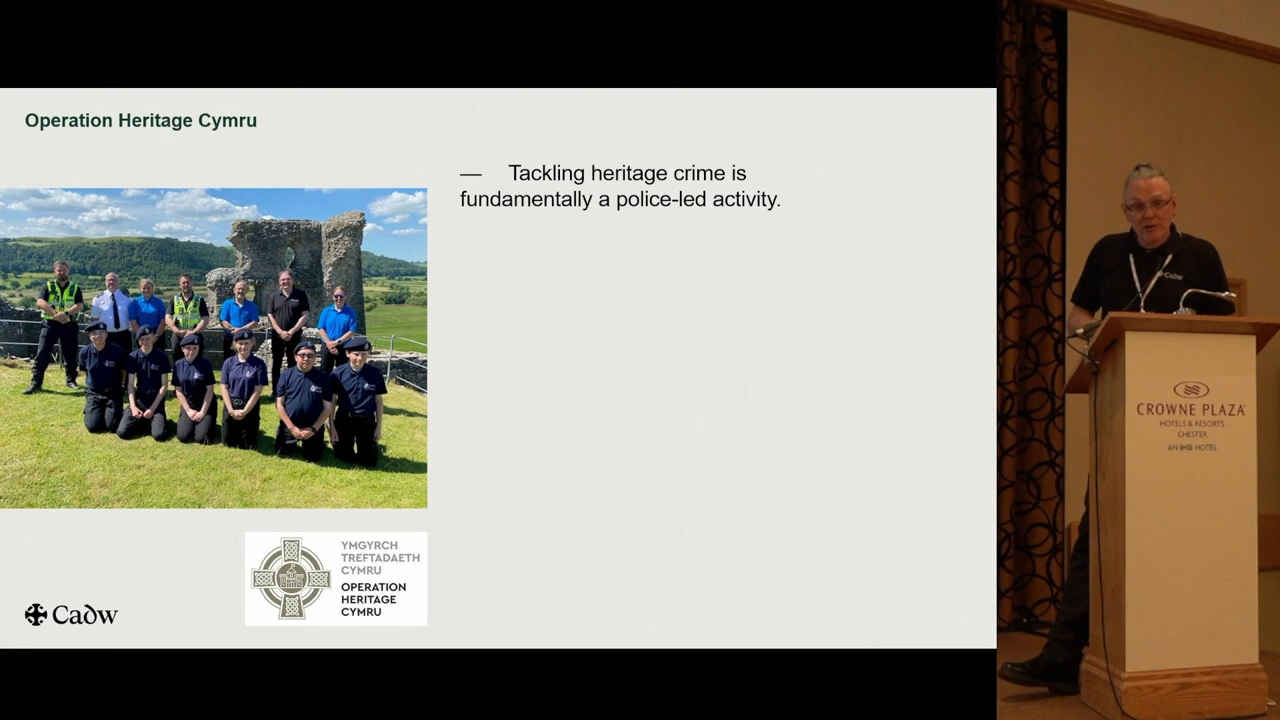 Operation Heritage Cymru
— Tackling heritage crime is
fundamentally a police-led activity.
YMGYRCH
TREFTADAETH
CYMRU
OPERATION
HERITAGE
CYMRU
Cadw
Cadw
CROWNE PLAZA
HOTELS & RESORTS
CHESTER
AN IHG HOTEL